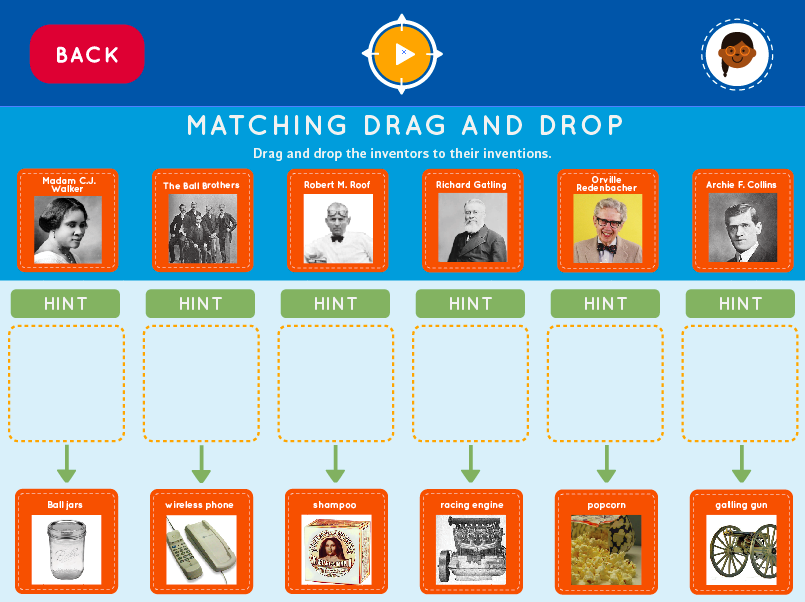 BACK
MATCHING DRAG AND DROP
Drag and drop the inventors to their inventions.
Madam C.J.
Walker
The Ball Brothers
Robert M. Roof
Richard Gatling
Orville
Redenbacher
Archie F. Collins
HINT
HINT
HINT
HINT
HINT
HINT
Ball jars
wireless phone
shampoo
racing engine
popcorn
gatling gun